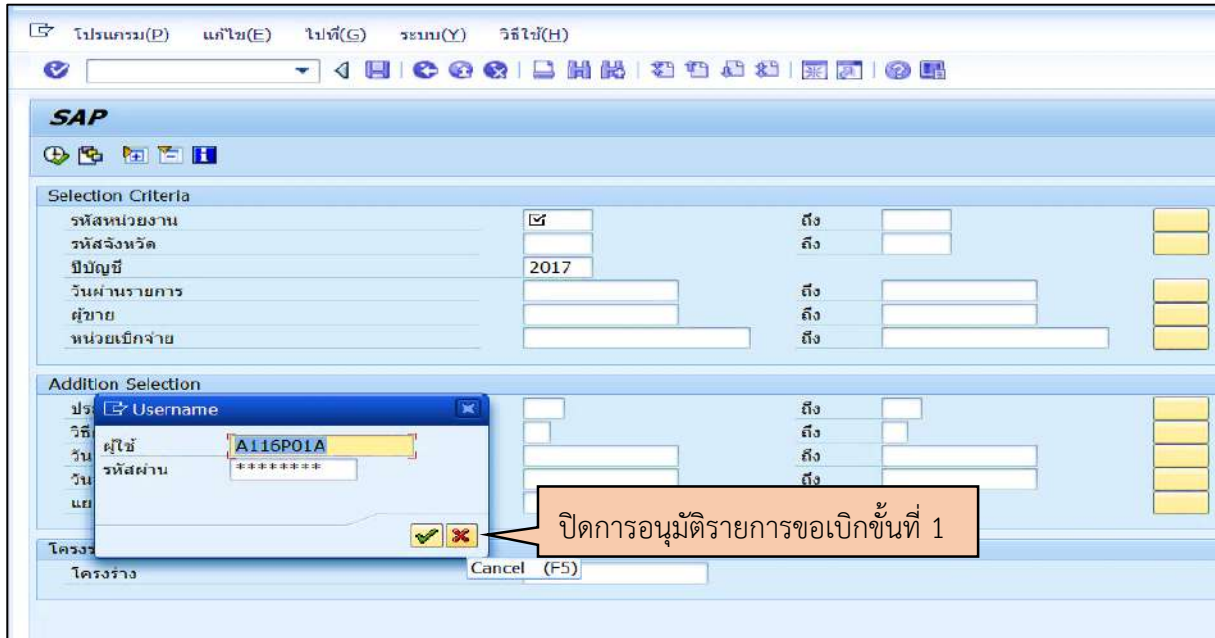 โปรแกรม(P) แก้ไข(E) ไปที่(G) ระบบ(Y) วิธีใช้(H)
SAP
Selection Criteria
รหัสหน่วยงาน ถึง
รหัสจังหวัด ถึง
ปีบัญชี 2017
วันผ่านรายการ ถึง
ผู้ขาย ถึง
หน่วยเบิกจ่าย ถึง
Addition Selection
ถึง
ถึง
วัน ถึง
วัน ถึง
Username
ผู้ใช้ A116P01A
รหัสผ่าน ********
ปิดการอนุมัติรายการขอเบิกขั้นที่ 1
Cancel (F5)
โครงร่าง